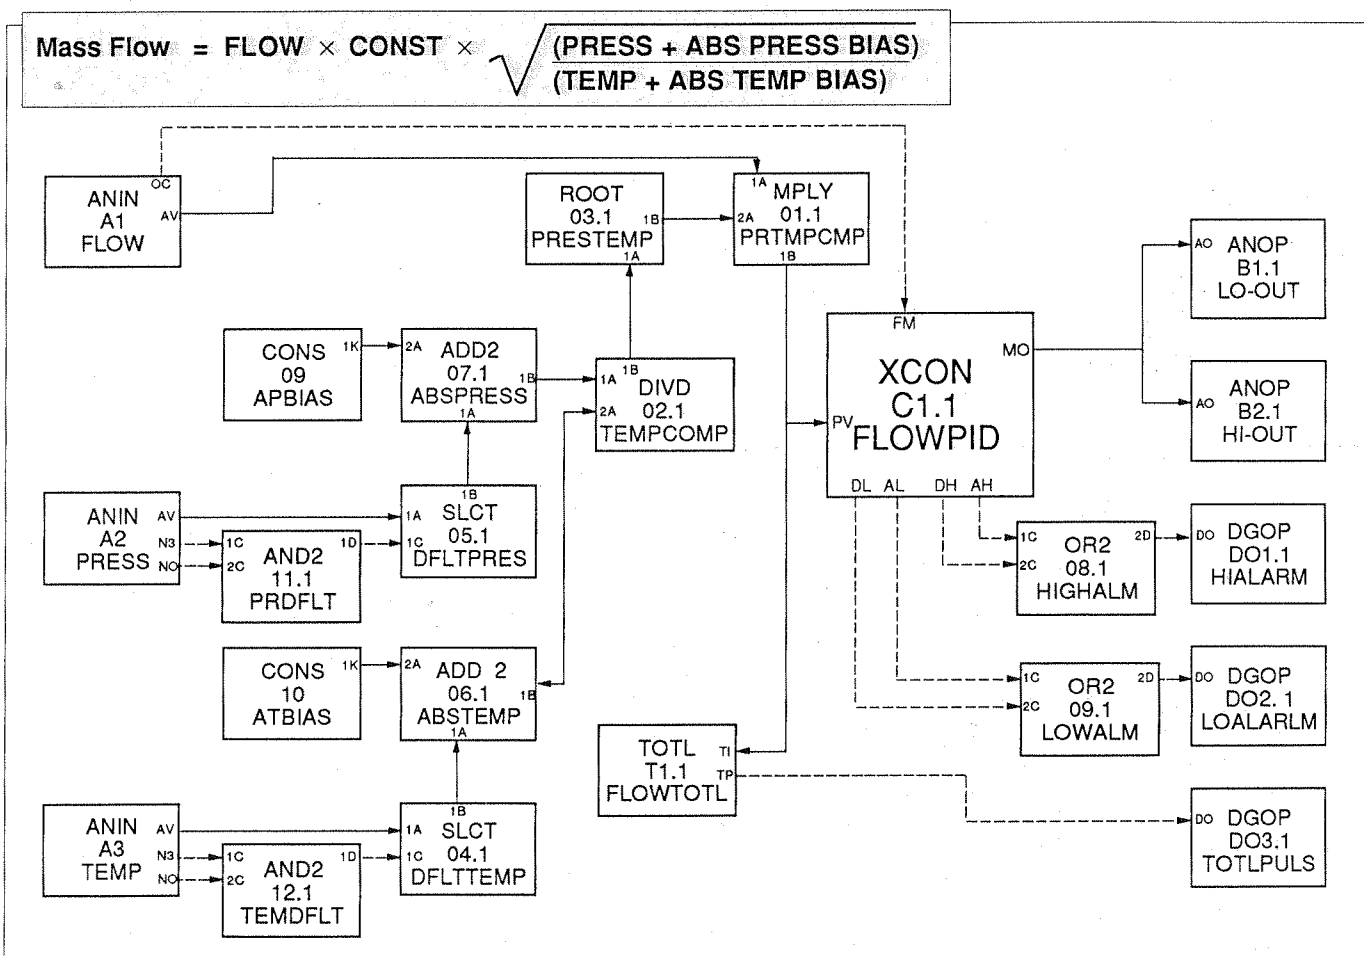 Mass Flow = FLOW × CONST × √ (PRESS + ABS PRESS BIAS)
(TEMP + ABS TEMP BIAS)
OC
ANIN
A1
FLOW
AV
ROOT
03.1
PRESTEMP
1B
1A
1A
MPLY
2A
01.1
PRTMPCMP
1B
AO
ANOP
B1.1
LO-OUT
CONS
09
APBIAS
1K
2A
ADD2
07.1
ABSPRESS
1B
1A
1B
1A
DIVD
2A
02.1
TEMPCOMP
FM
MO
XCON
C1.1
PV
FLOWPID
DL AL DH AH
AO
ANOP
B2.1
HI-OUT
ANIN
A2
PRESS
AV
N3
NO
1C
2C
AND2
11.1
PRDFLT
1D
1B
1A
1C
SLCT
05.1
DFLTPRES
1C
2C
OR2
08.1
HIGHALM
2D
DO
DGOP
DO1.1
HIALARM
CONS
10
ATBIAS
1K
2A
ADD 2
06.1
ABSTEMP
1B
1A
1C
2C
OR2
09.1
LOWALM
2D
DO
DGOP
DO2. 1
LOALARLM
TOTL
T1.1
FLOWTOTL
TI
TP
ANIN
A3
TEMP
AV
N3
NO
1C
2C
AND2
12.1
TEMDFLT
1D
1B
1A
1C
SLCT
04.1
DFLTTEMP
DO
DGOP
DO3.1
TOTLPULS